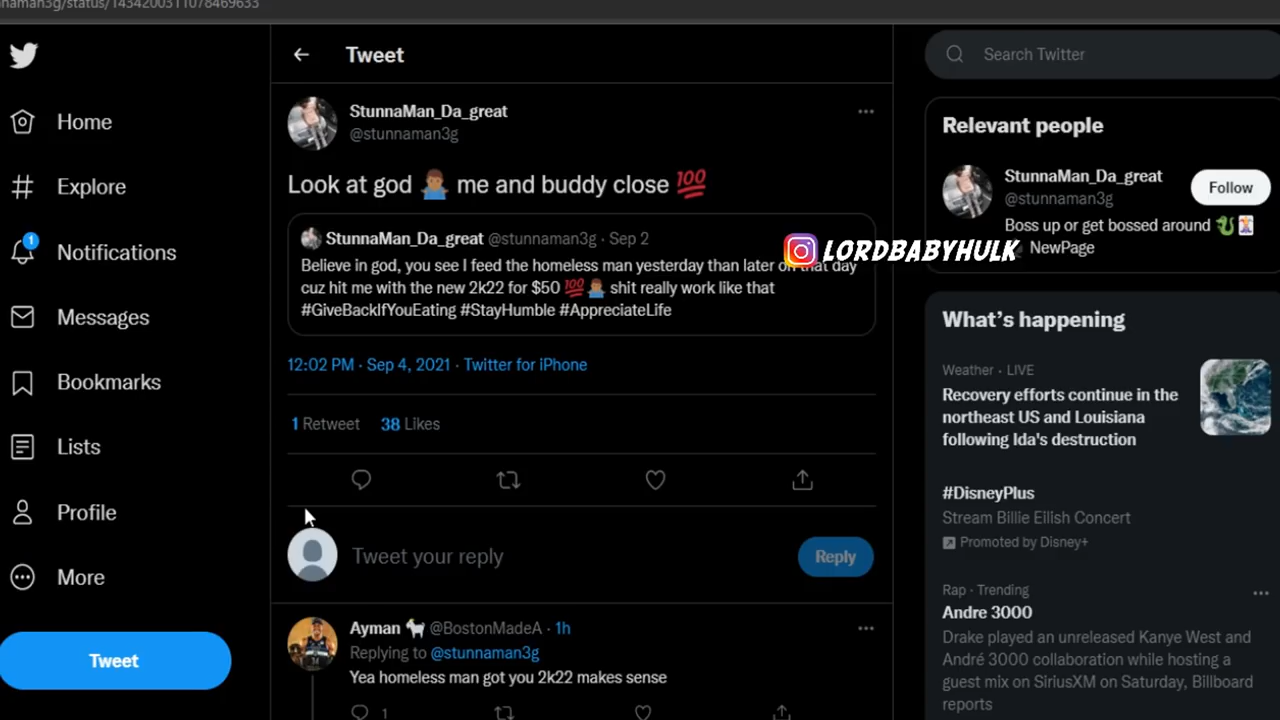 nnaman3g/status/1434200311078469633
Tweet
Search Twitter
Home
Explore
1
Notifications
Messages
Bookmarks
Lists
Profile
More
Tweet
StunnaMan_Da_great
@stunnaman3g
Look at god 🤷🏽‍♂️ me and buddy close 💯
StunnaMan_Da_great @stunnaman3g · Sep 2
Believe in god, you see I feed the homeless man yesterday than later on that day
cuz hit me with the new 2k22 for $50 💯🤷🏽‍♂️ shit really work like that
#GiveBackIfYouEating #StayHumble #AppreciateLife
LORDBABYHULK
12:02 PM · Sep 4, 2021 · Twitter for iPhone
1 Retweet 38 Likes
Tweet your reply
Reply
Ayman 🐐 @BostonMadeA · 1h
Replying to @stunnaman3g
Yea homeless man got you 2k22 makes sense
1
Relevant people
StunnaMan_Da_great
@stunnaman3g
Follow
Boss up or get bossed around 🐉🃏
NewPage
What's happening
Weather · LIVE
Recovery efforts continue in the
northeast US and Louisiana
following Ida's destruction
#DisneyPlus
Stream Billie Eilish Concert
Promoted by Disney+
Rap · Trending
Andre 3000
Drake played an unreleased Kanye West and
André 3000 collaboration while hosting a
guest mix on SiriusXM on Saturday, Billboard
reports